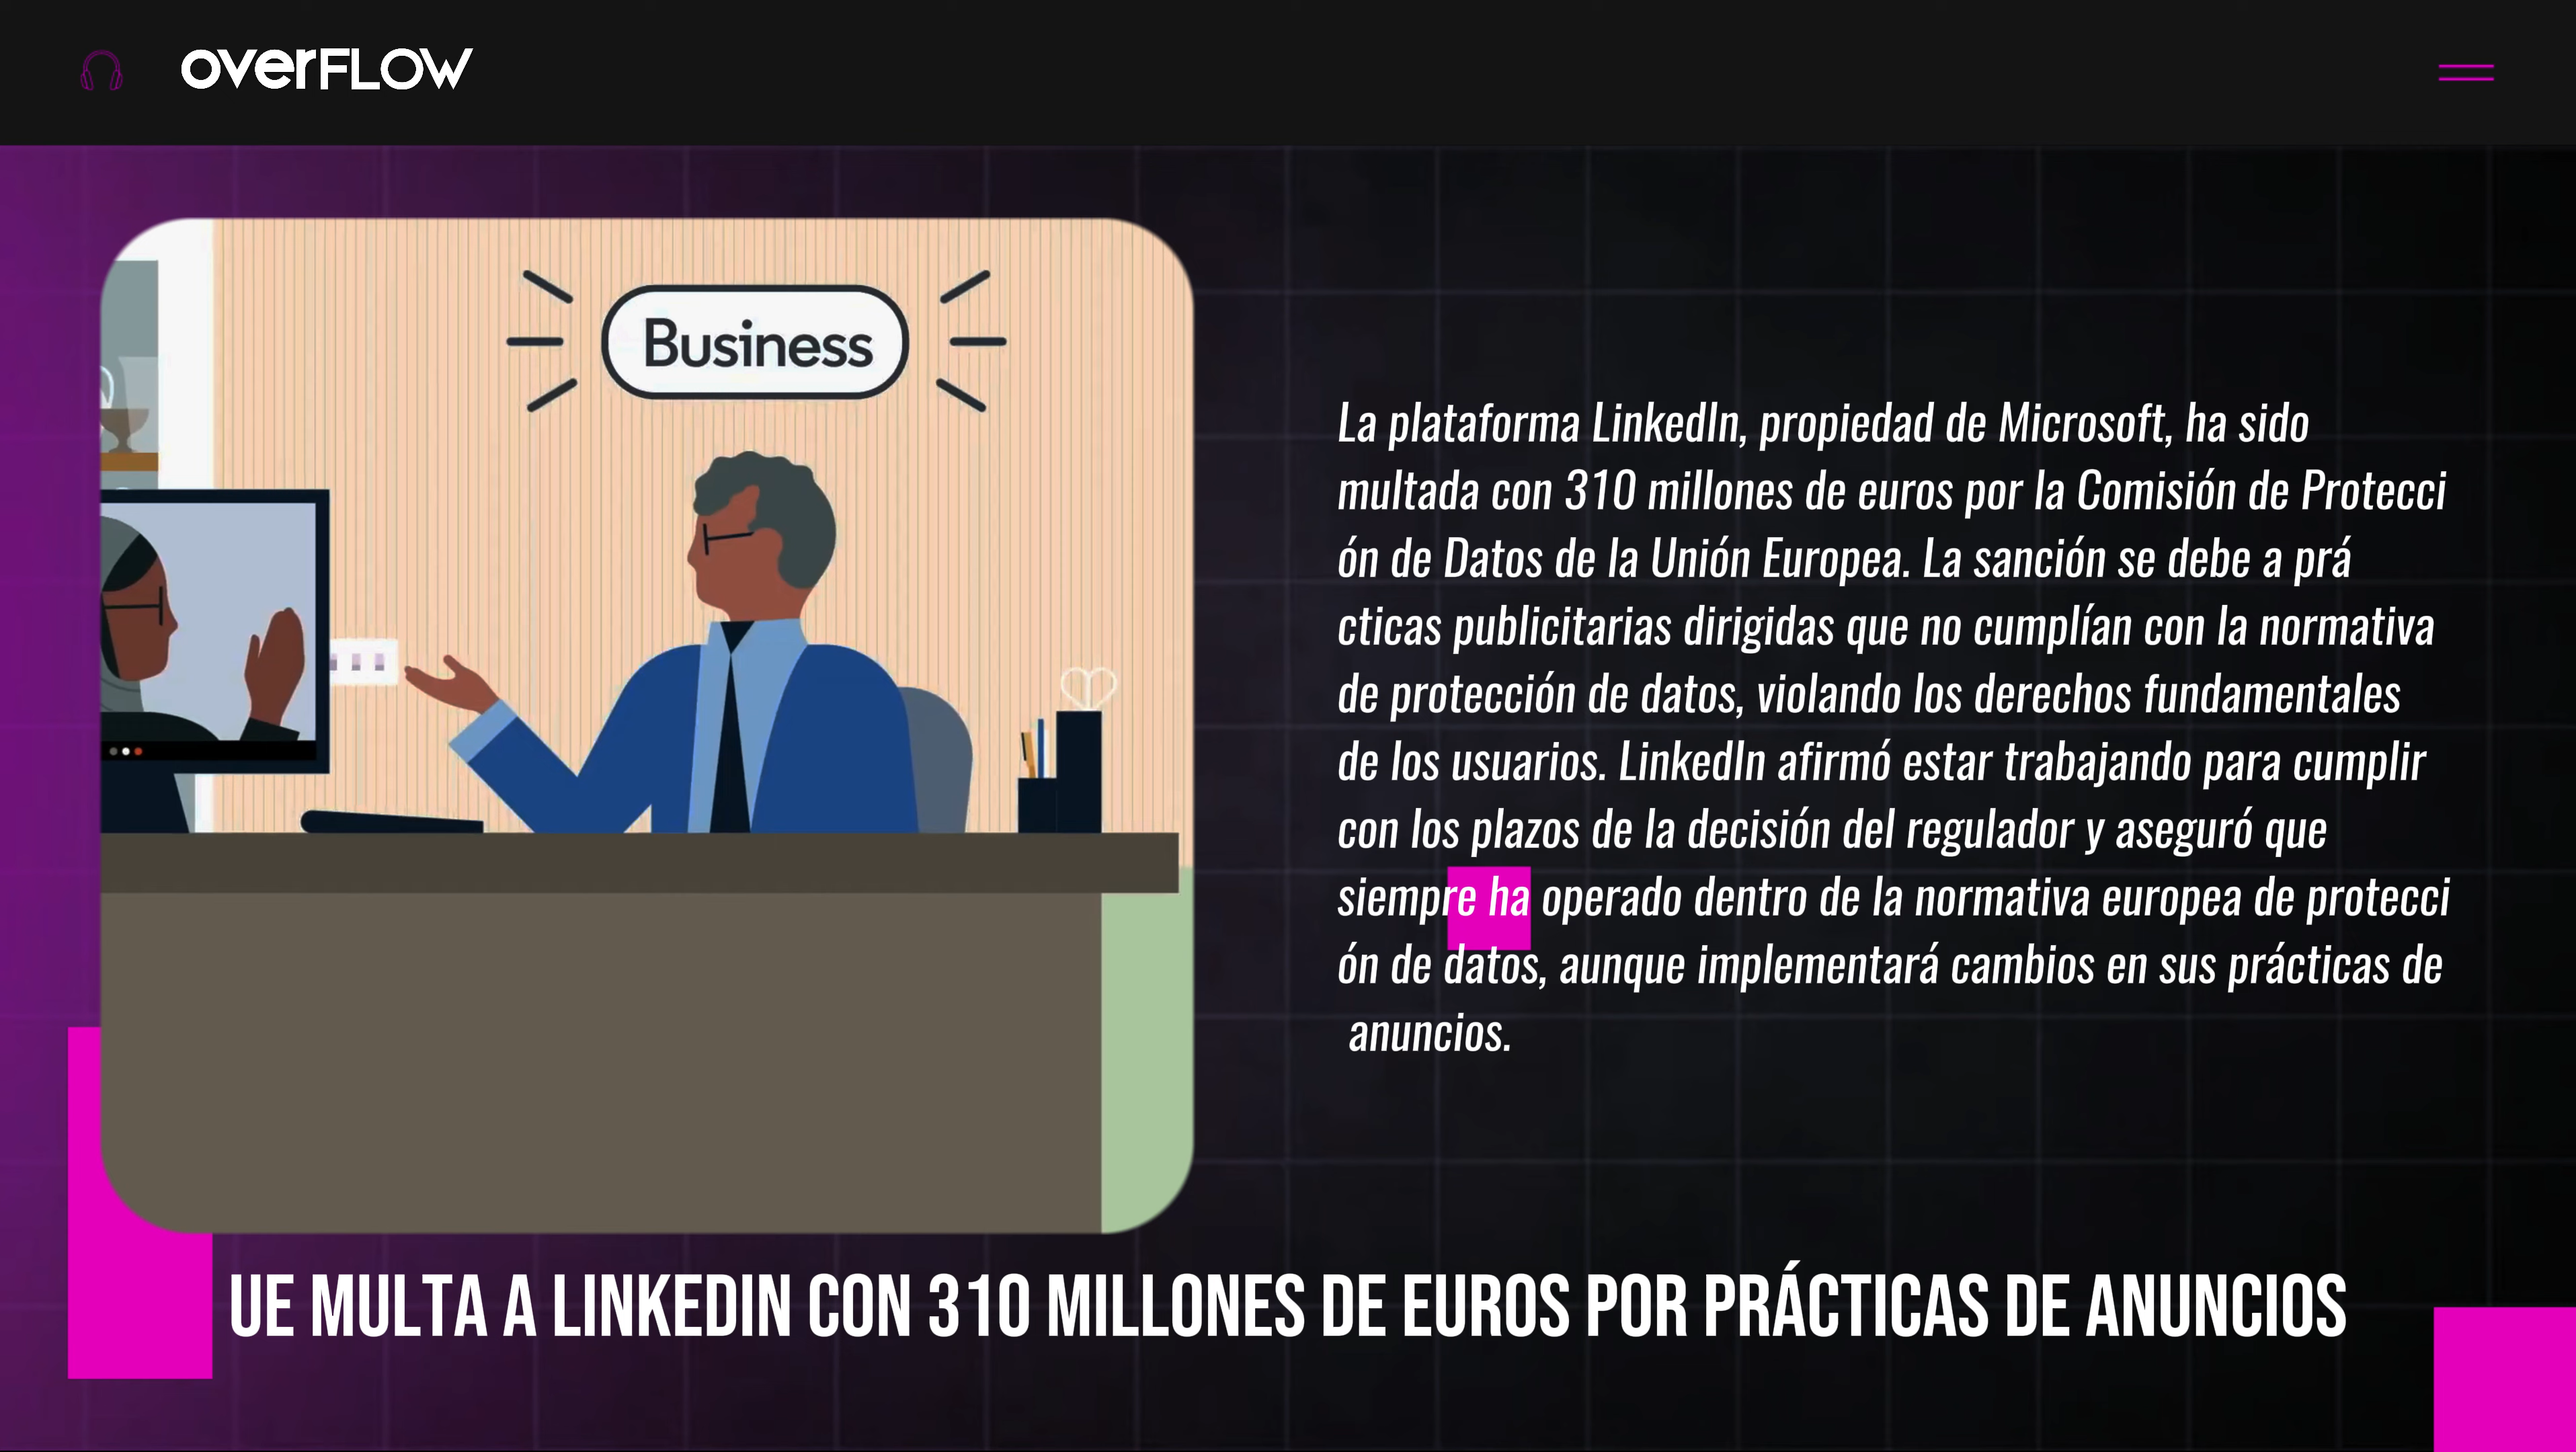 overFLOW
Business
La plataforma LinkedIn, propiedad de Microsoft, ha sido
multada con 310 millones de euros por la Comisión de Protecci
ón de Datos de la Unión Europea. La sanción se debe a prá
cticas publicitarias dirigidas que no cumplían con la normativa
de protección de datos, violando los derechos fundamentales
de los usuarios. LinkedIn afirmó estar trabajando para cumplir
con los plazos de la decisión del regulador y aseguró que
siempre ha operado dentro de la normativa europea de protecci
ón de datos, aunque implementará cambios en sus prácticas de
anuncios.
UE MULTA A LINKEDIN CON 310 MILLONES DE EUROS POR PRÁCTICAS DE ANUNCIOS